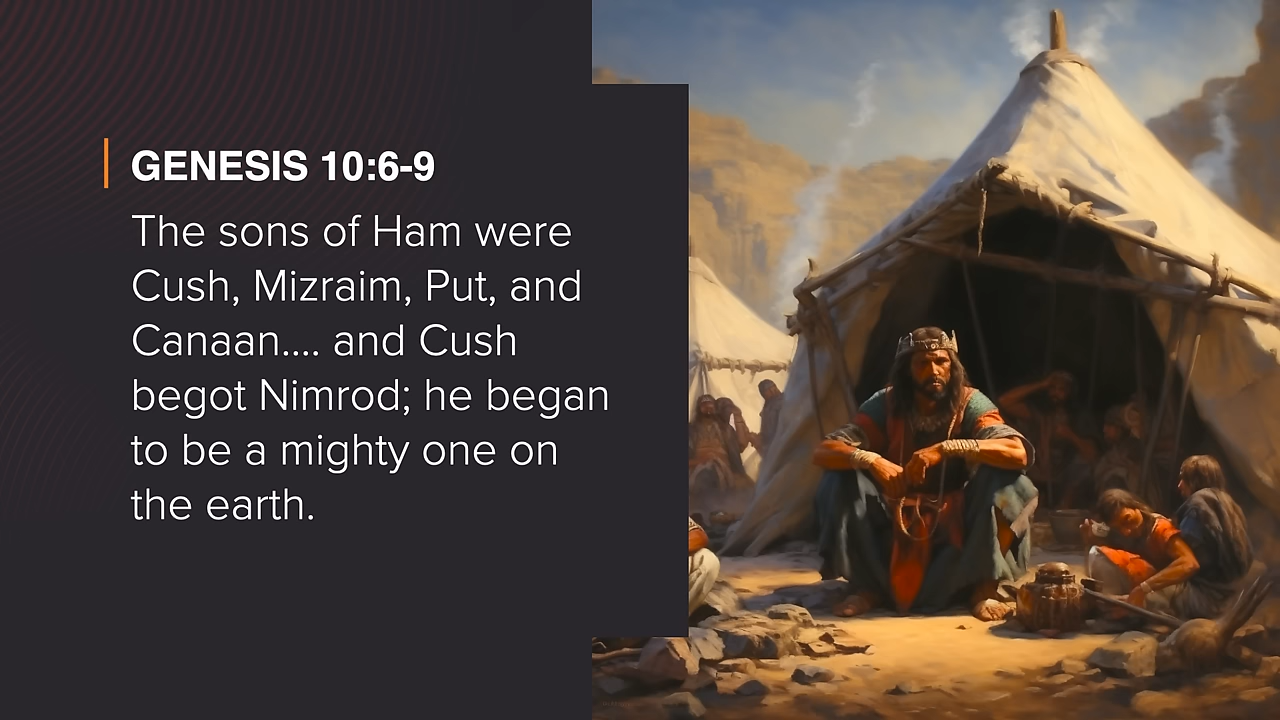 GENESIS 10:6-9
The sons of Ham were
Cush, Mizraim, Put, and
Canaan.... and Cush
begot Nimrod; he began
to be a mighty one on
the earth.